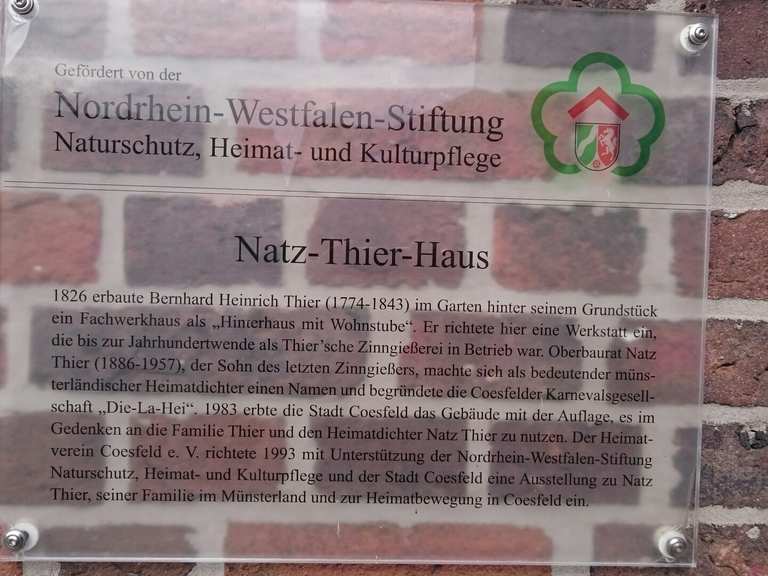 Gefördert von der
Nordrhein-Westfalen-Stiftung
Naturschutz, Heimat- und Kulturpflege
Natz-Thier-Haus
1826 erbaute Bernhard Heinrich Thier (1774-1843) im Garten hinter seinem Grundstück
ein Fachwerkhaus als „Hinterhaus mit Wohnstube“. Er richtete hier eine Werkstatt ein,
die bis zur Jahrhundertwende als Thier’sche Zinngießerei in Betrieb war. Oberbaurat Natz
Thier (1886-1957), der Sohn des letzten Zinngießers, machte sich als bedeutender müns-
terländischer Heimatdichter einen Namen und begründete die Coesfelder Karnevalsgesell-
schaft „Die-La-Hei“. 1983 erbte die Stadt Coesfeld das Gebäude mit der Auflage, es im
Gedenken an die Familie Thier und den Heimatdichter Natz Thier zu nutzen. Der Heimat-
verein Coesfeld e. V. richtete 1993 mit Unterstützung der Nordrhein-Westfalen-Stiftung
Naturschutz, Heimat- und Kulturpflege und der Stadt Coesfeld eine Ausstellung zu Natz
Thier, seiner Familie im Münsterland und zur Heimatbewegung in Coesfeld ein.